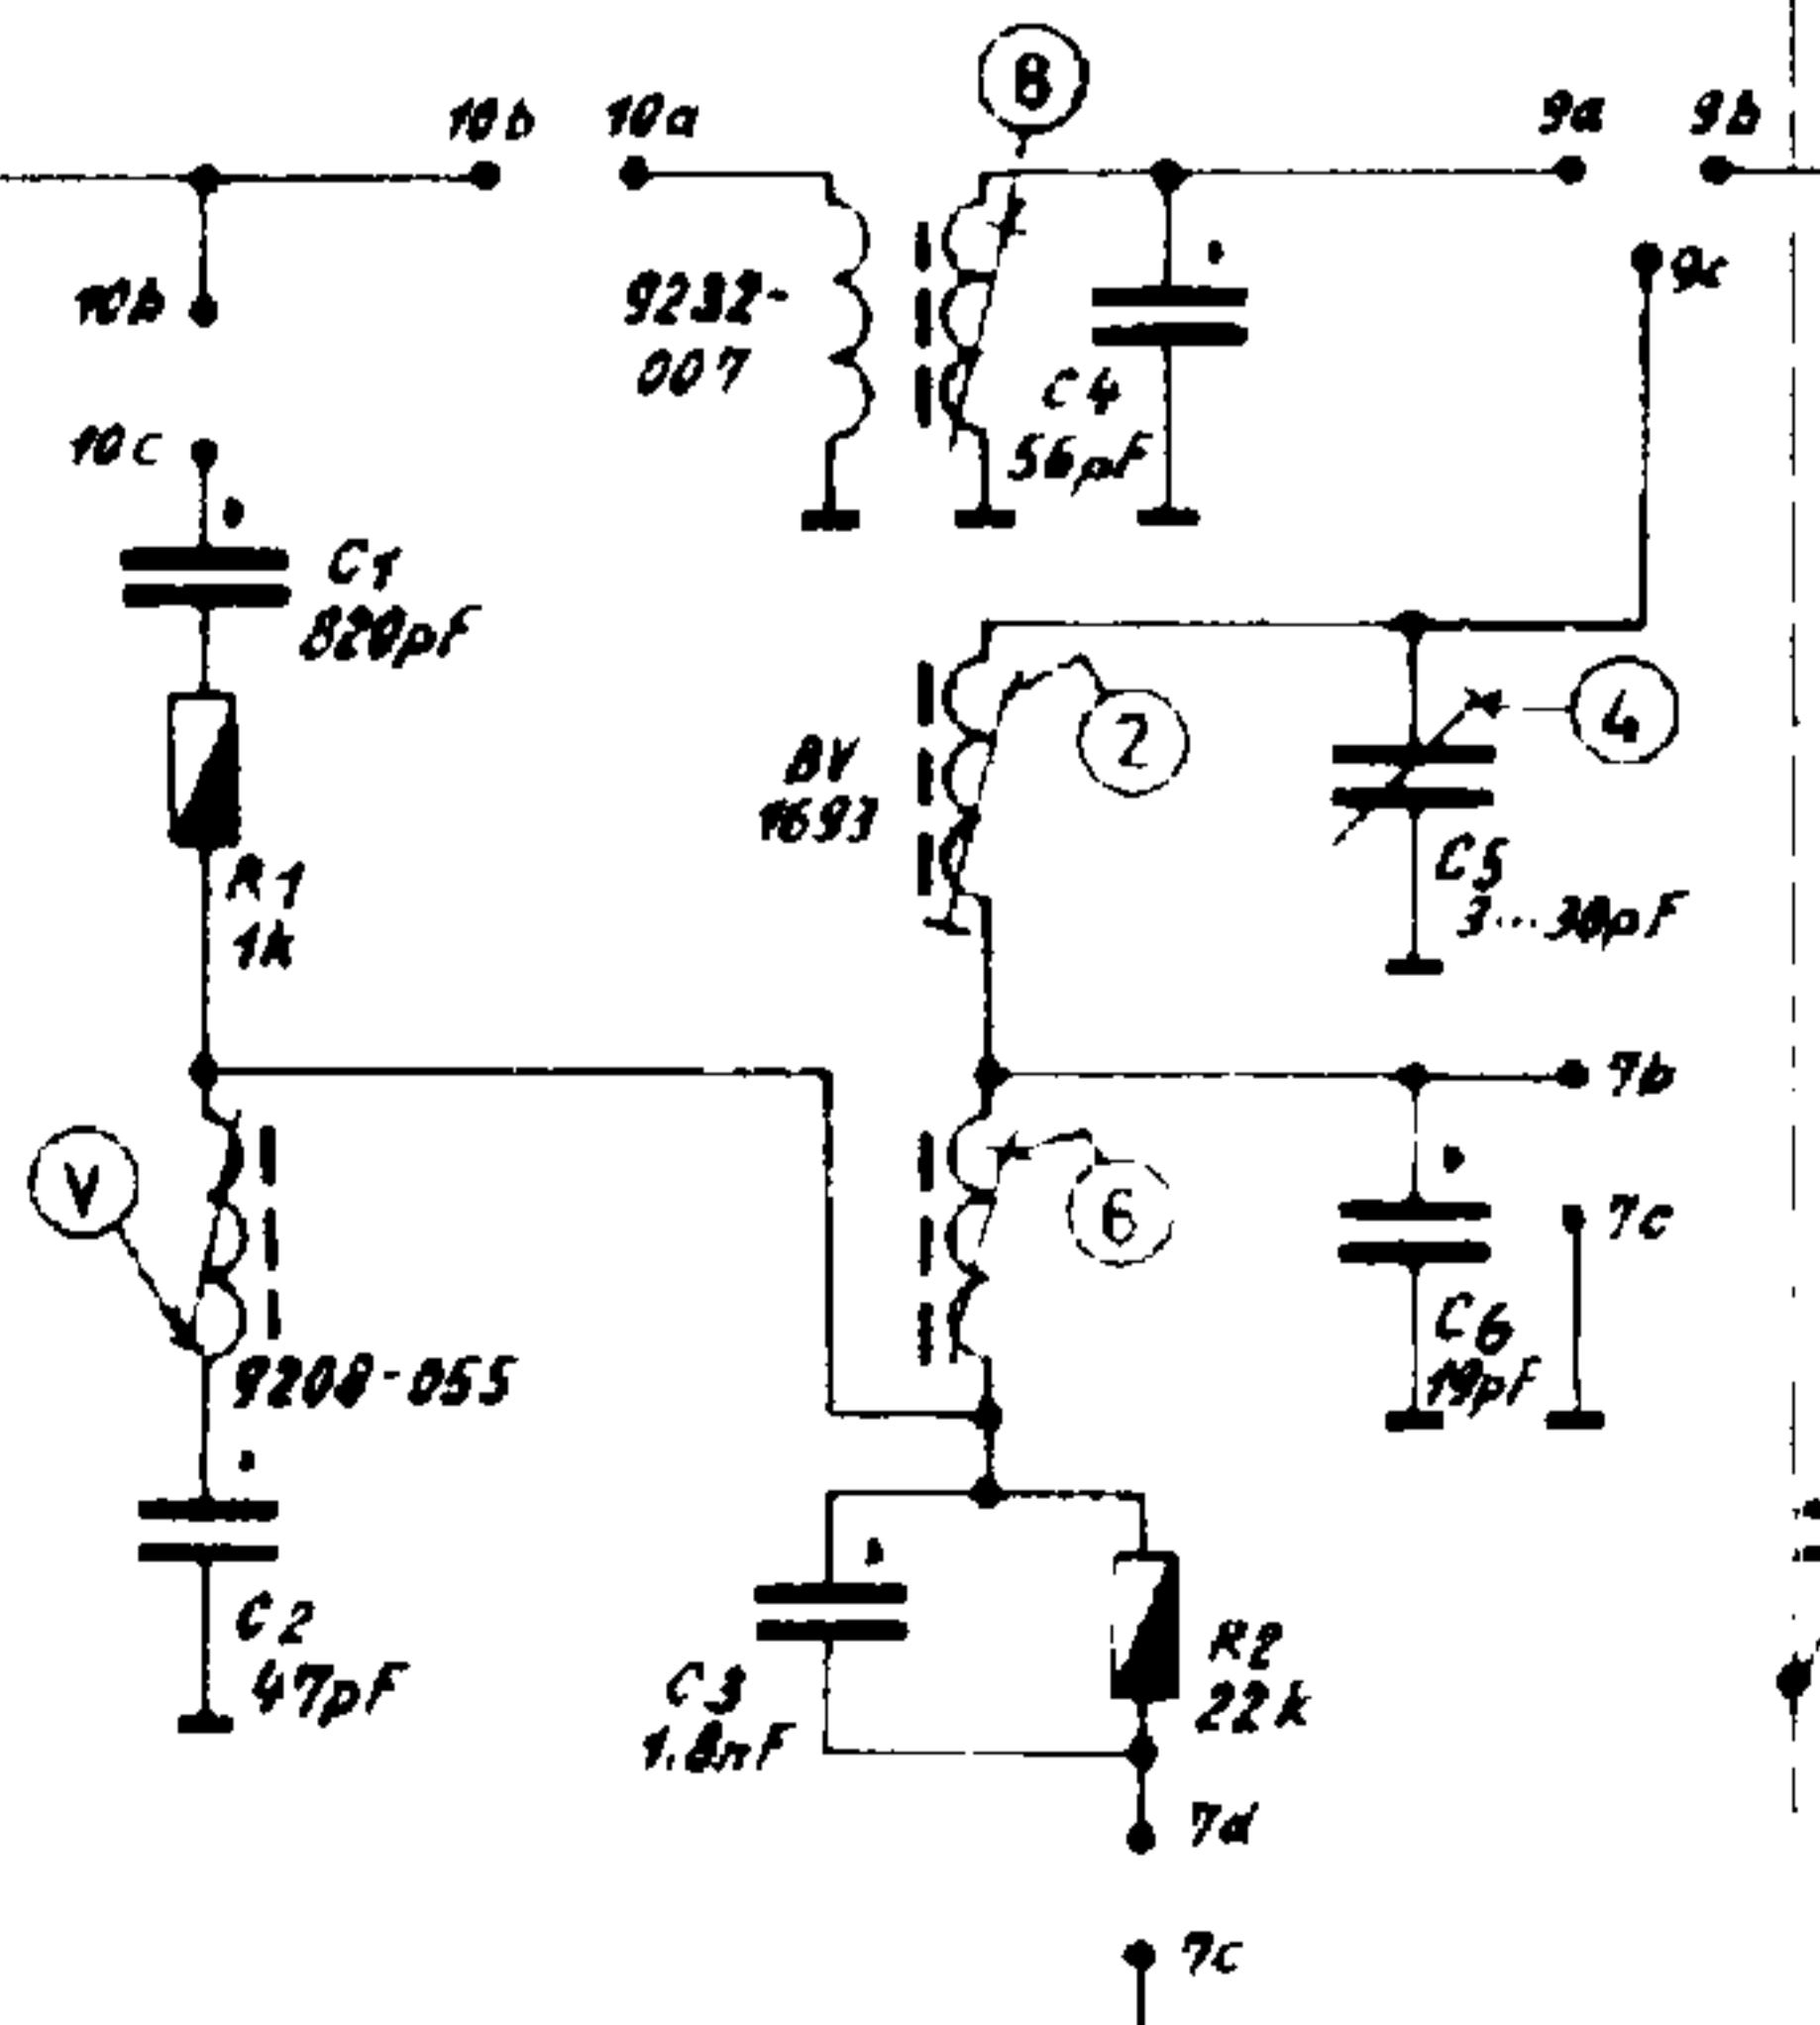 8
10b 10a 9a 9b
10b 9232- 9c
007
10c C4
56pF
C1
820pF
4
2
BV
1693
R1 C5
1k 3...30pF
7b
V
6 7c
C6
9208-055
C2
47pF
R2
22k
C3
1.8nF
7d
7c